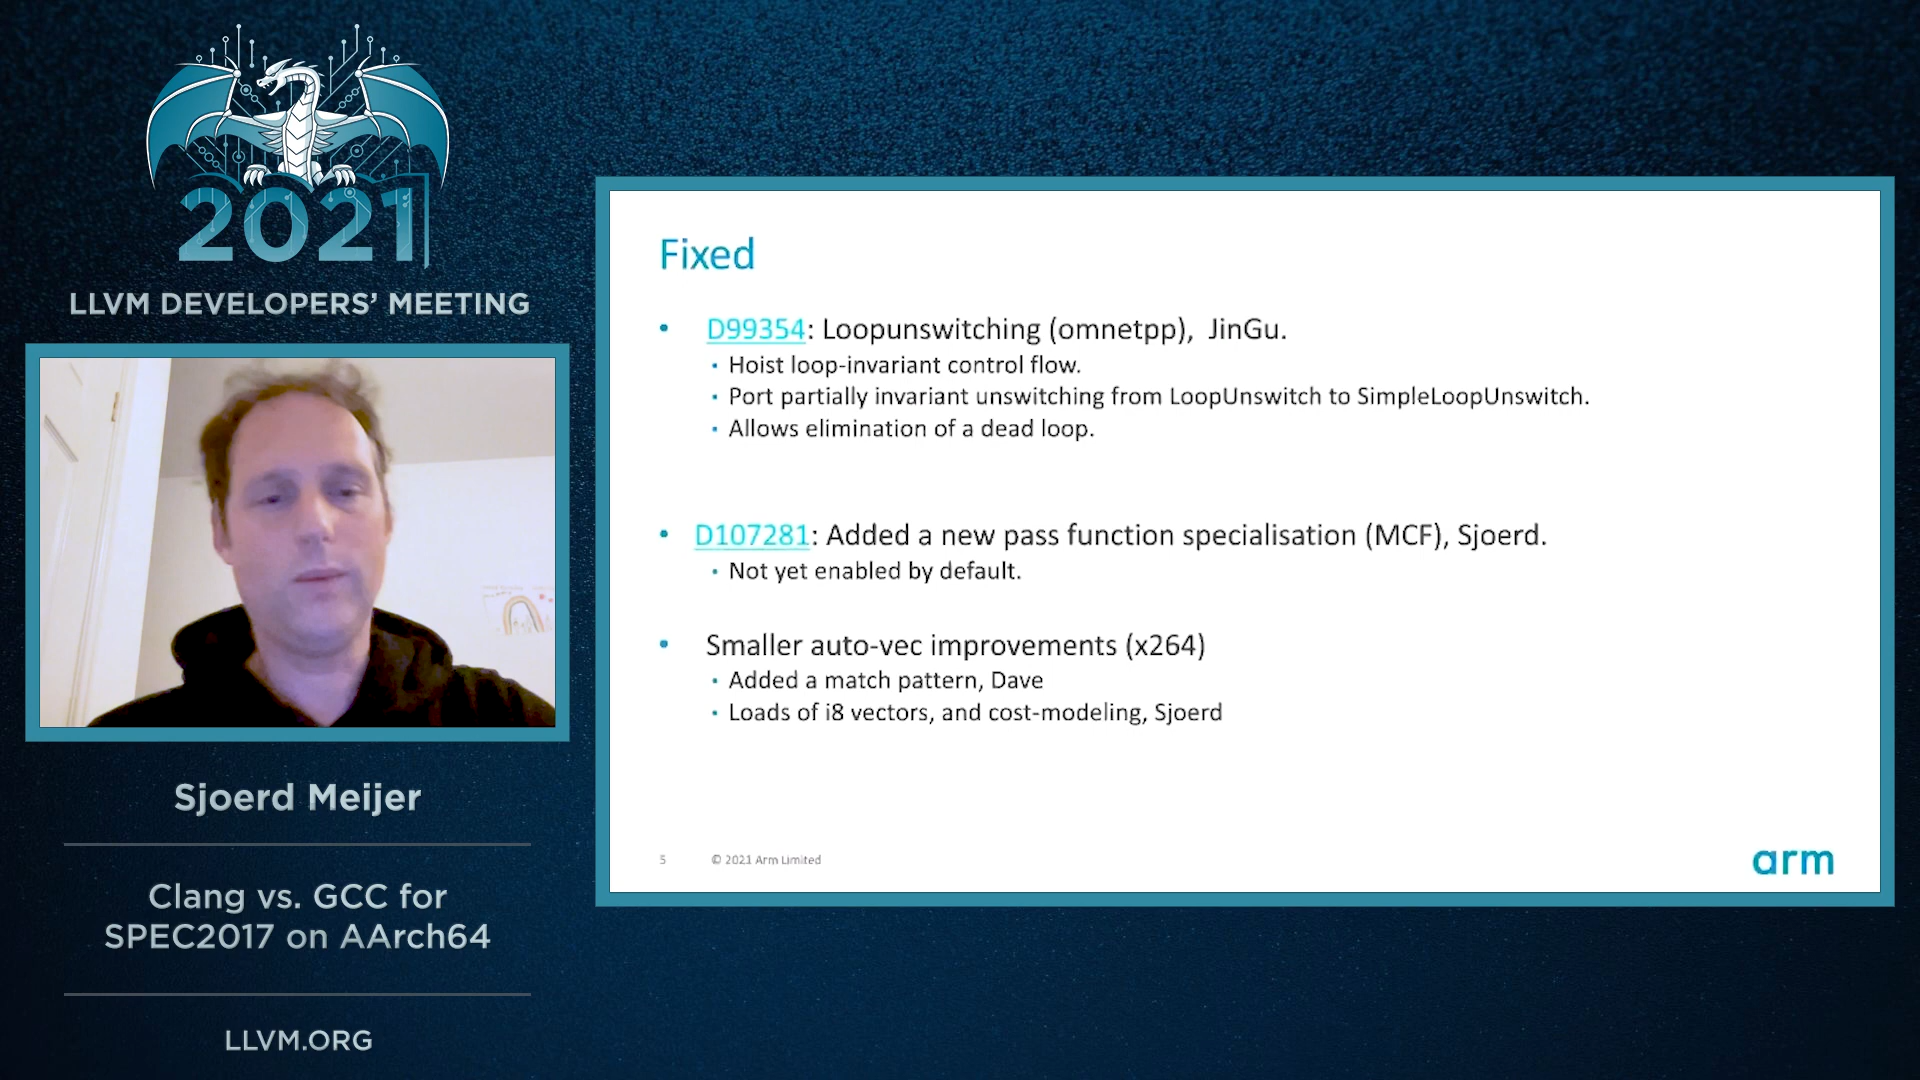 2021
LLVM DEVELOPERS’ MEETING
Sjoerd Meijer
Clang vs. GCC for
SPEC2017 on AArch64
LLVM.ORG
Fixed
• D99354: Loopunswitching (omnetpp), JinGu.
• Hoist loop-invariant control flow.
• Port partially invariant unswitching from LoopUnswitch to SimpleLoopUnswitch.
• Allows elimination of a dead loop.
• D107281: Added a new pass function specialisation (MCF), Sjoerd.
• Not yet enabled by default.
• Smaller auto-vec improvements (x264)
• Added a match pattern, Dave
• Loads of i8 vectors, and cost-modeling, Sjoerd
5 © 2021 Arm Limited
arm